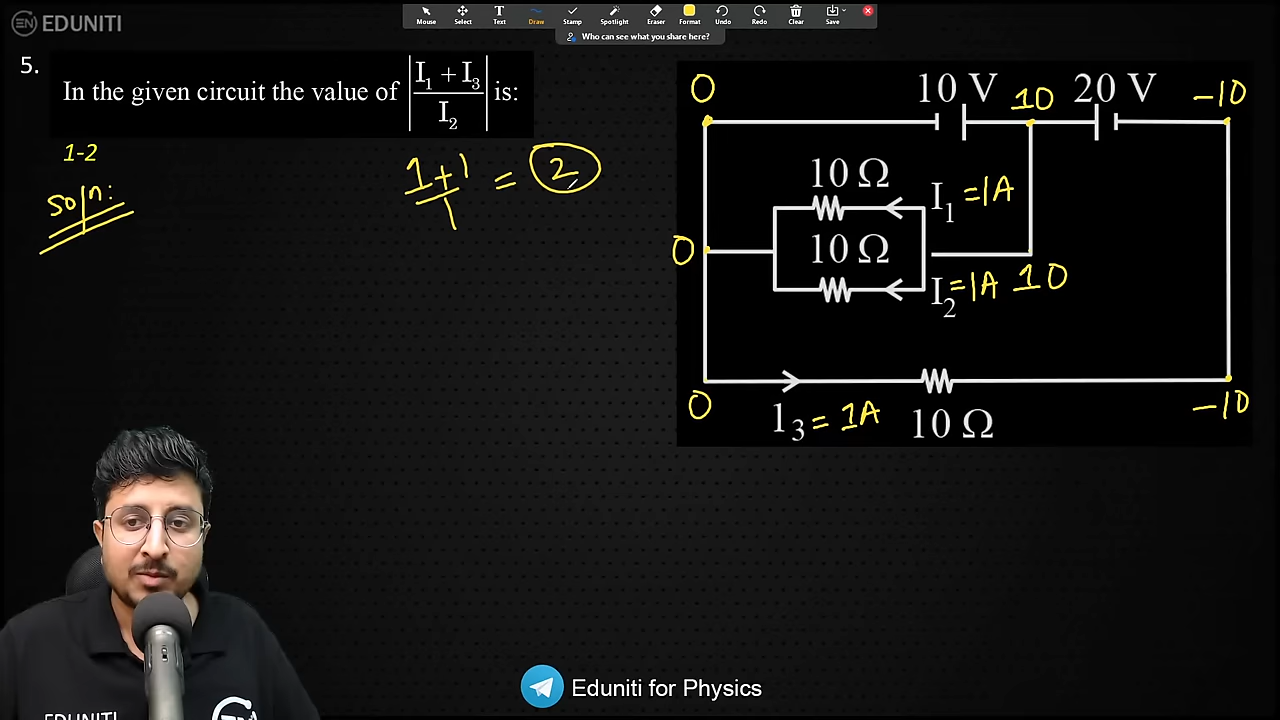 EDUNITI
Mouse Select Text Draw Stamp Spotlight Eraser Format Undo Redo Clear Save
Who can see what you share here?
5.
In the given circuit the value of |(I₁ + I₃)/I₂| is:
1-2
Soln:
(1+1)/1 = 2
0
10 V
10
20 V
-10
10 Ω
I₁ =1A
0
10 Ω
I₂ =1A
10
0
1₃ = 1A
10 Ω
-10
EDUNITI
Eduniti for Physics